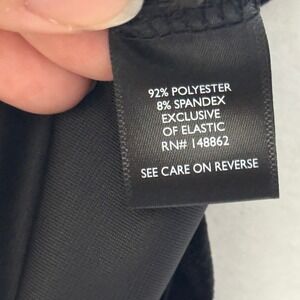 92% POLYESTER
8% SPANDEX
EXCLUSIVE
OF ELASTIC
RN# 148862
SEE CARE ON REVERSE